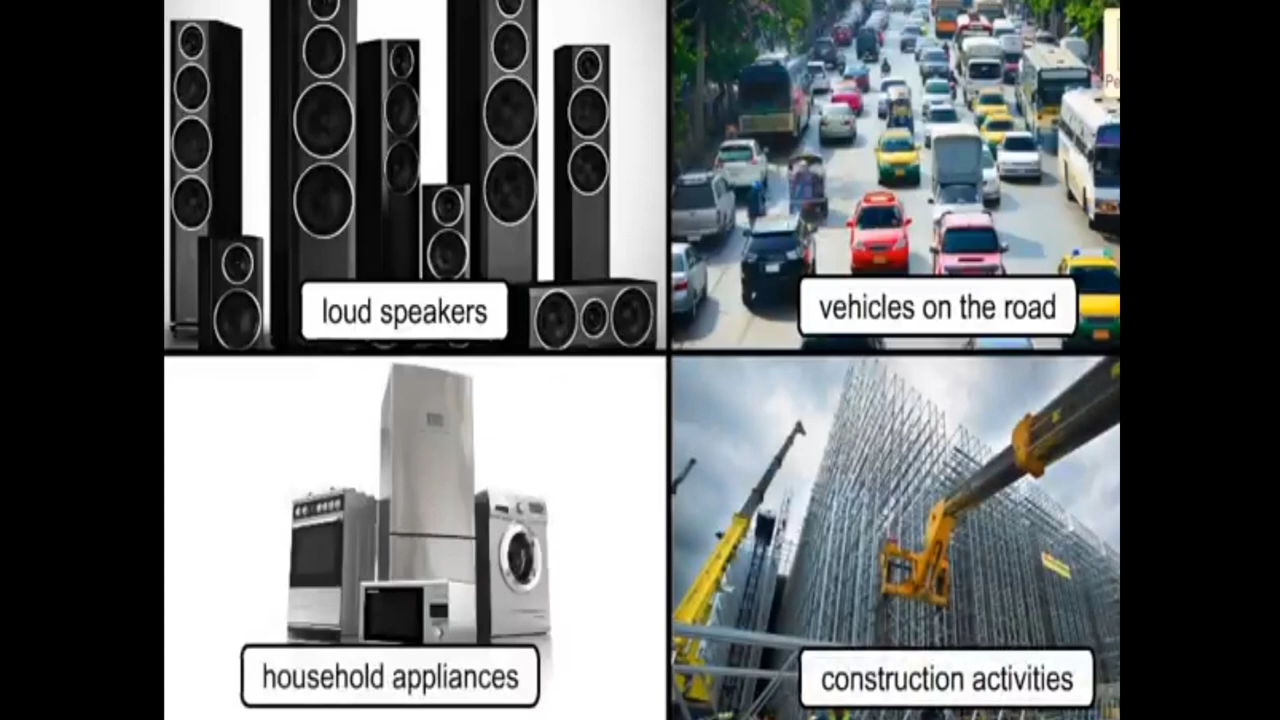 loud speakers
vehicles on the road
household appliances
construction activities